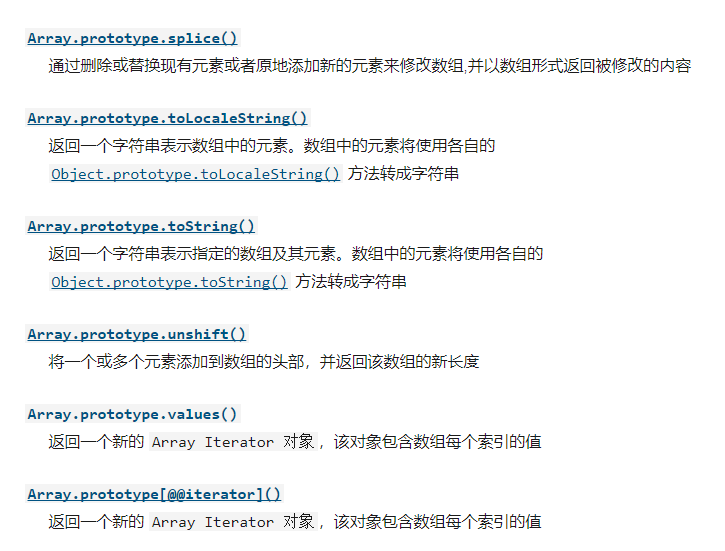 Array.prototype.splice()
通过删除或替换现有元素或者原地添加新的元素来修改数组,并以数组形式返回被修改的内容
Array.prototype.toLocaleString()
返回一个字符串表示数组中的元素。数组中的元素将使用各自的
Object.prototype.toLocaleString() 方法转成字符串
Array.prototype.toString()
返回一个字符串表示指定的数组及其元素。数组中的元素将使用各自的
Object.prototype.toString() 方法转成字符串
Array.prototype.unshift()
将一个或多个元素添加到数组的头部，并返回该数组的新长度
Array.prototype.values()
返回一个新的 Array Iterator 对象，该对象包含数组每个索引的值
Array.prototype[@@iterator]()
返回一个新的 Array Iterator 对象，该对象包含数组每个索引的值